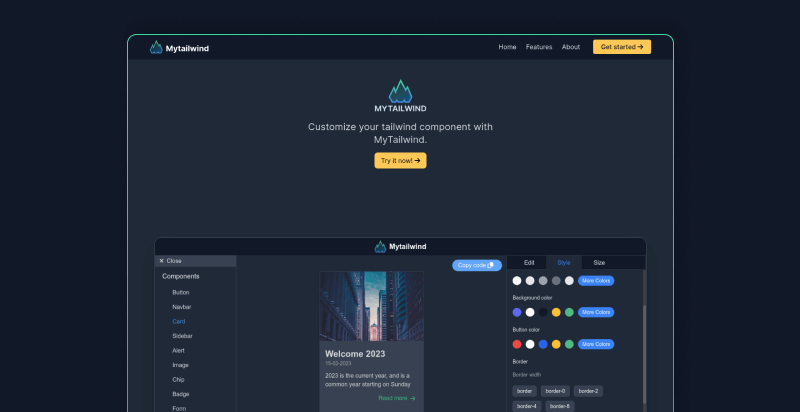 Mytailwind
Home Features About Get started →
MYTAILWIND
Customize your tailwind component with
MyTailwind.
Try it now! →
Mytailwind
✕ Close
Copy code
Edit Style Size
Components
Button
Navbar
Card
Sidebar
Alert
Image
Chip
Badge
Form
Welcome 2023
15-02-2023
2023 is the current year, and is a
common year starting on Sunday
Read more →
More Colors
Background color
More Colors
Button color
More Colors
Border
Border width
border border-0 border-2
border-4 border-8